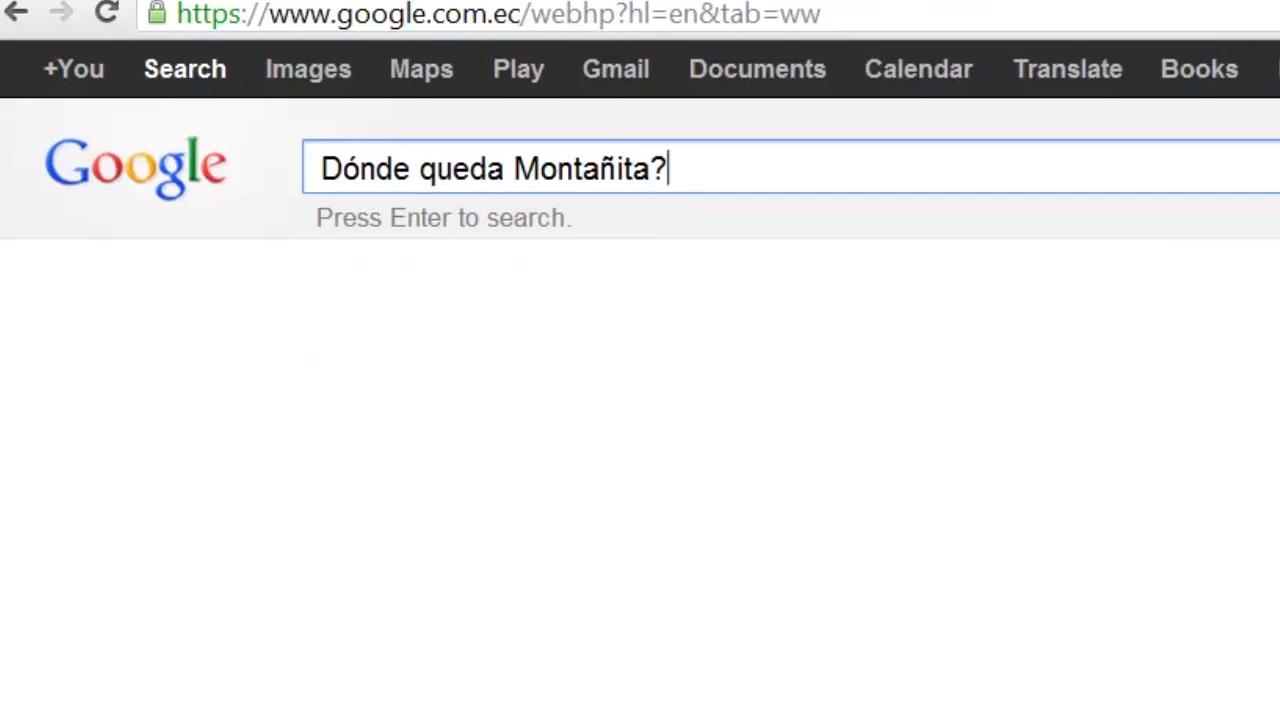 https://www.google.com.ec/webhp?hl=en&tab=ww
+You Search Images Maps Play Gmail Documents Calendar Translate Books
Google Dónde queda Montañita?
Press Enter to search.